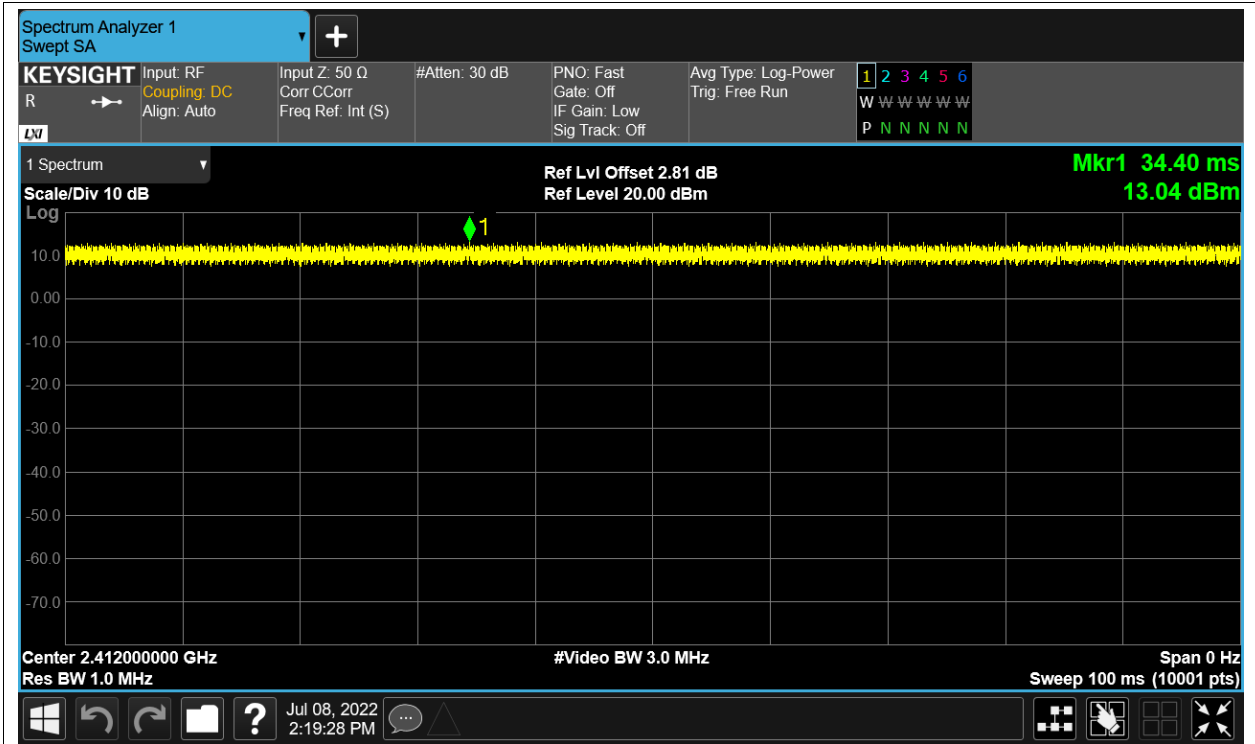 Spectrum Analyzer 1
Swept SA
KEYSIGHT
R
LXI
Input: RF
Coupling: DC
Align: Auto
Input Z: 50 Ω
Corr CCorr
Freq Ref: Int (S)
#Atten: 30 dB
PNO: Fast
Gate: Off
IF Gain: Low
Sig Track: Off
Avg Type: Log-Power
Trig: Free Run
1 2 3 4 5 6
W W W W W W
P N N N N N
1 Spectrum
Scale/Div 10 dB
Log
Ref Lvl Offset 2.81 dB
Ref Level 20.00 dBm
Mkr1 34.40 ms
13.04 dBm
1
10.0
0.00
-10.0
-20.0
-30.0
-40.0
-50.0
-60.0
-70.0
Center 2.412000000 GHz
Res BW 1.0 MHz
#Video BW 3.0 MHz
Span 0 Hz
Sweep 100 ms (10001 pts)
?
Jul 08, 2022
2:19:28 PM